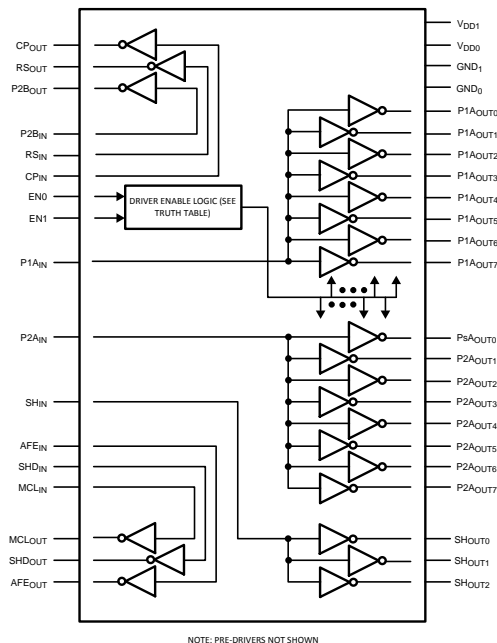 CPOUT
RSOUT
P2BOUT
P2BIN
RSIN
CPIN
EN0
EN1
P1AIN
P2AIN
SHIN
AFEIN
SHDIN
MCLIN
MCLOUT
SHDOUT
AFEOUT
DRIVER ENABLE LOGIC (SEE
TRUTH TABLE)
VDD1
VDD0
GND1
GND0
P1AOUT0
P1AOUT1
P1AOUT2
P1AOUT3
P1AOUT4
P1AOUT5
P1AOUT6
P1AOUT7
PsAOUT0
P2AOUT1
P2AOUT2
P2AOUT3
P2AOUT4
P2AOUT5
P2AOUT6
P2AOUT7
SHOUT0
SHOUT1
SHOUT2
NOTE: PRE-DRIVERS NOT SHOWN